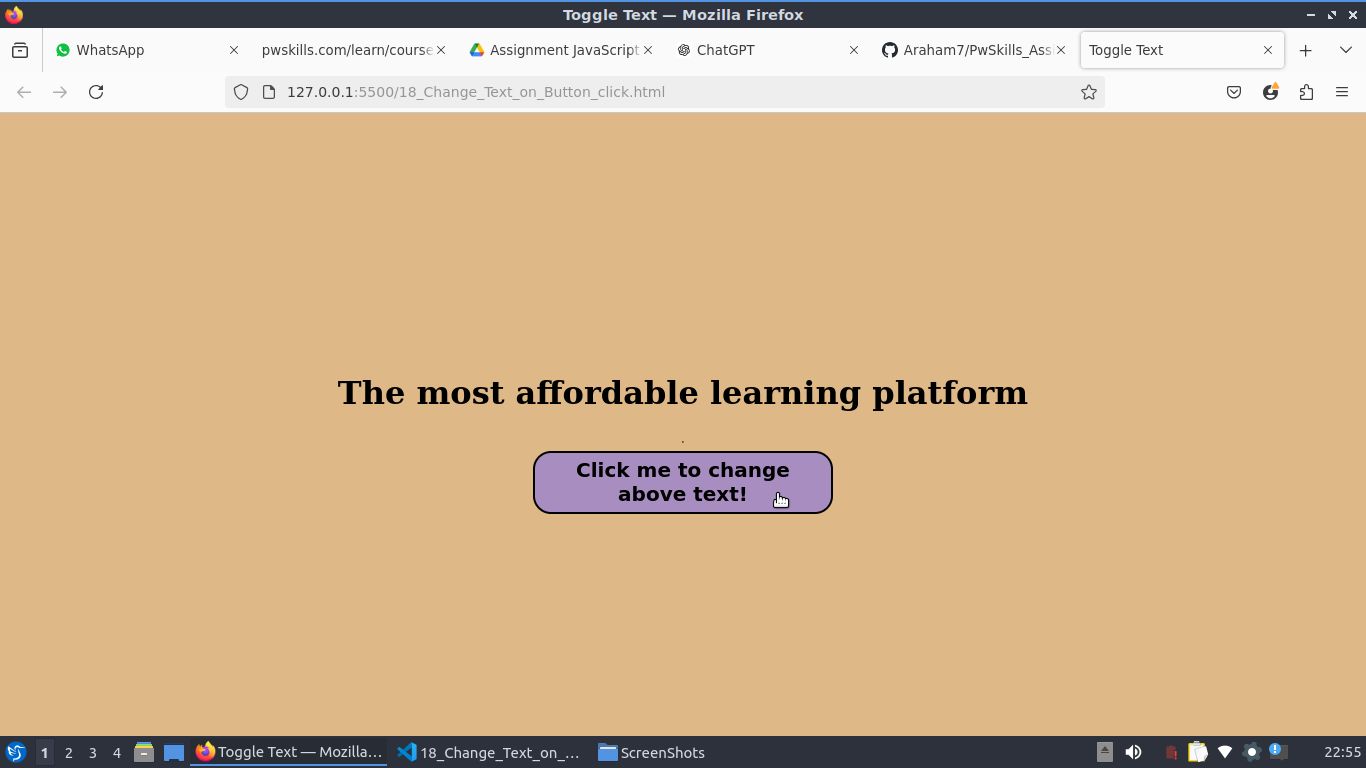 Toggle Text — Mozilla Firefox
WhatsApp
pwskills.com/learn/course
Assignment JavaScript
ChatGPT
Araham7/PwSkills_Ass
Toggle Text
127.0.0.1:5500/18_Change_Text_on_Button_click.html
The most affordable learning platform
.
Click me to change
above text!
1 2 3 4 Toggle Text — Mozilla... 18_Change_Text_on_... ScreenShots 22:55